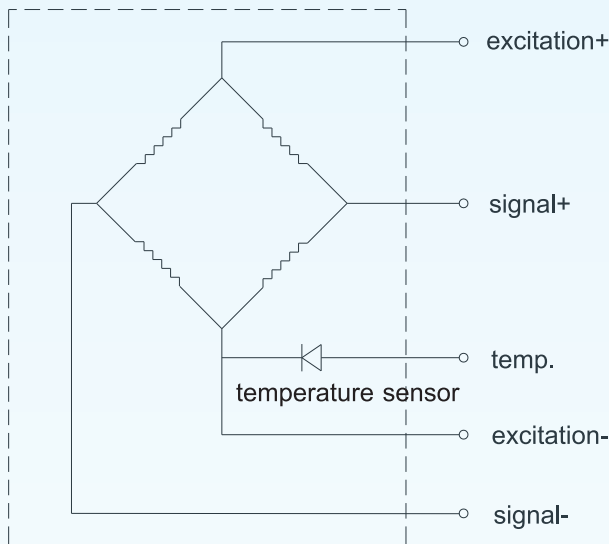 excitation+
signal+
temp.
temperature sensor
excitation-
signal-